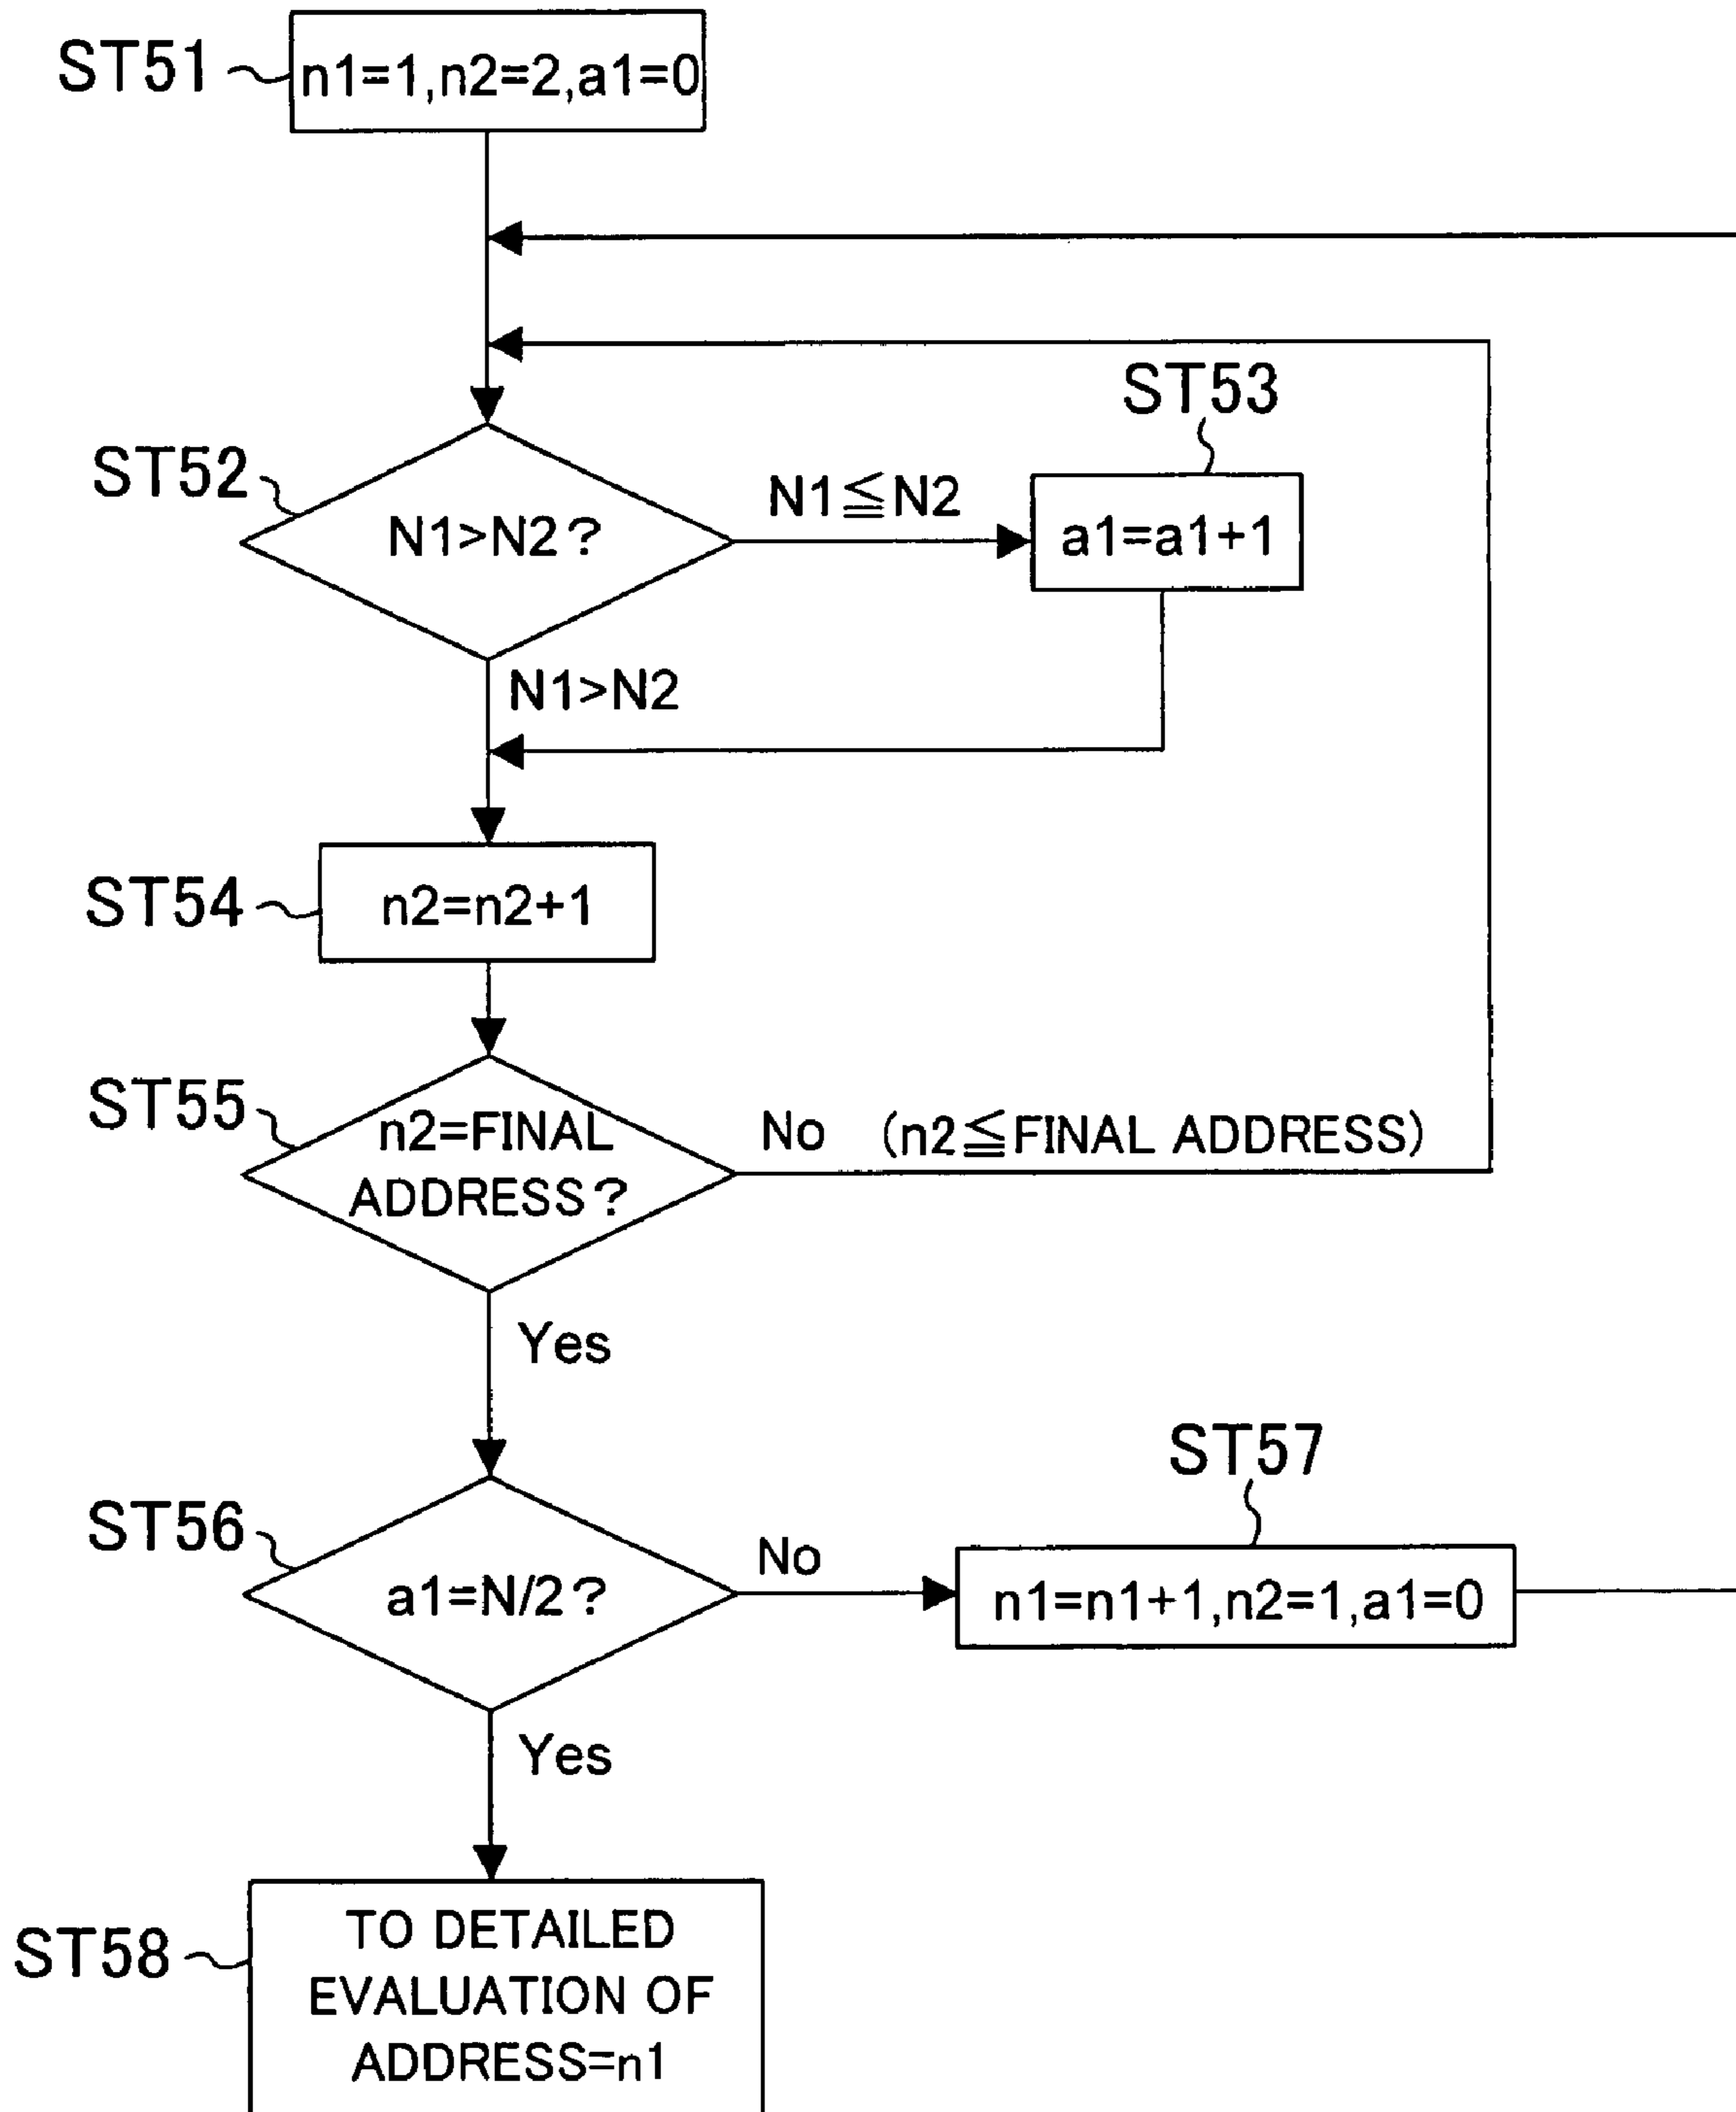 ST51
n1=1,n2=2,a1=0
ST53
ST52
N1>N2?
N1≦N2
a1=a1+1
N1>N2
ST54
n2=n2+1
ST55
n2=FINAL
ADDRESS?
No (n2≦FINAL ADDRESS)
Yes
ST57
ST56
a1=N/2?
No
n1=n1+1,n2=1,a1=0
Yes
ST58
TO DETAILED
EVALUATION OF
ADDRESS=n1